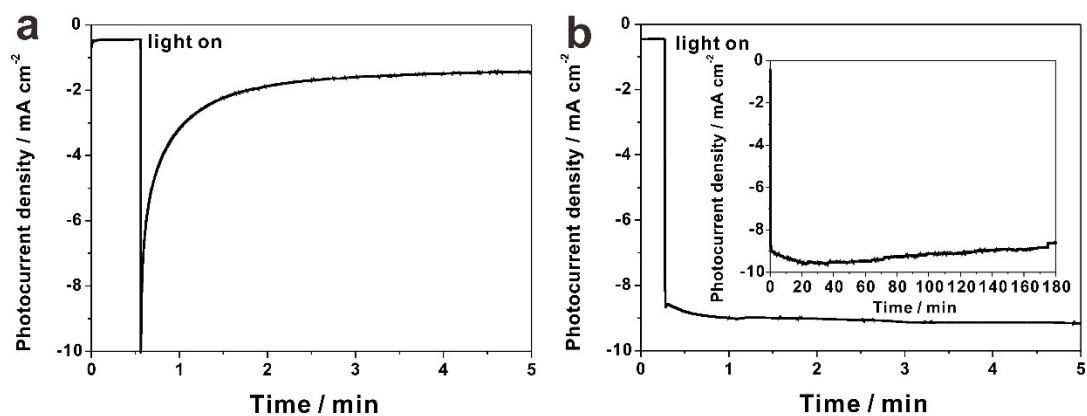 a
light on
Photocurrent density / mA cm⁻²
0
-2
-4
-6
-8
-10
0 1 2 3 4 5
Time / min
b
light on
Photocurrent density / mA cm⁻²
0
-2
-4
-6
-8
-10
0 1 2 3 4 5
Time / min
Photocurrent density / mA cm⁻²
0
-2
-4
-6
-8
-10
0 20 40 60 80 100 120 140 160 180
Time / min